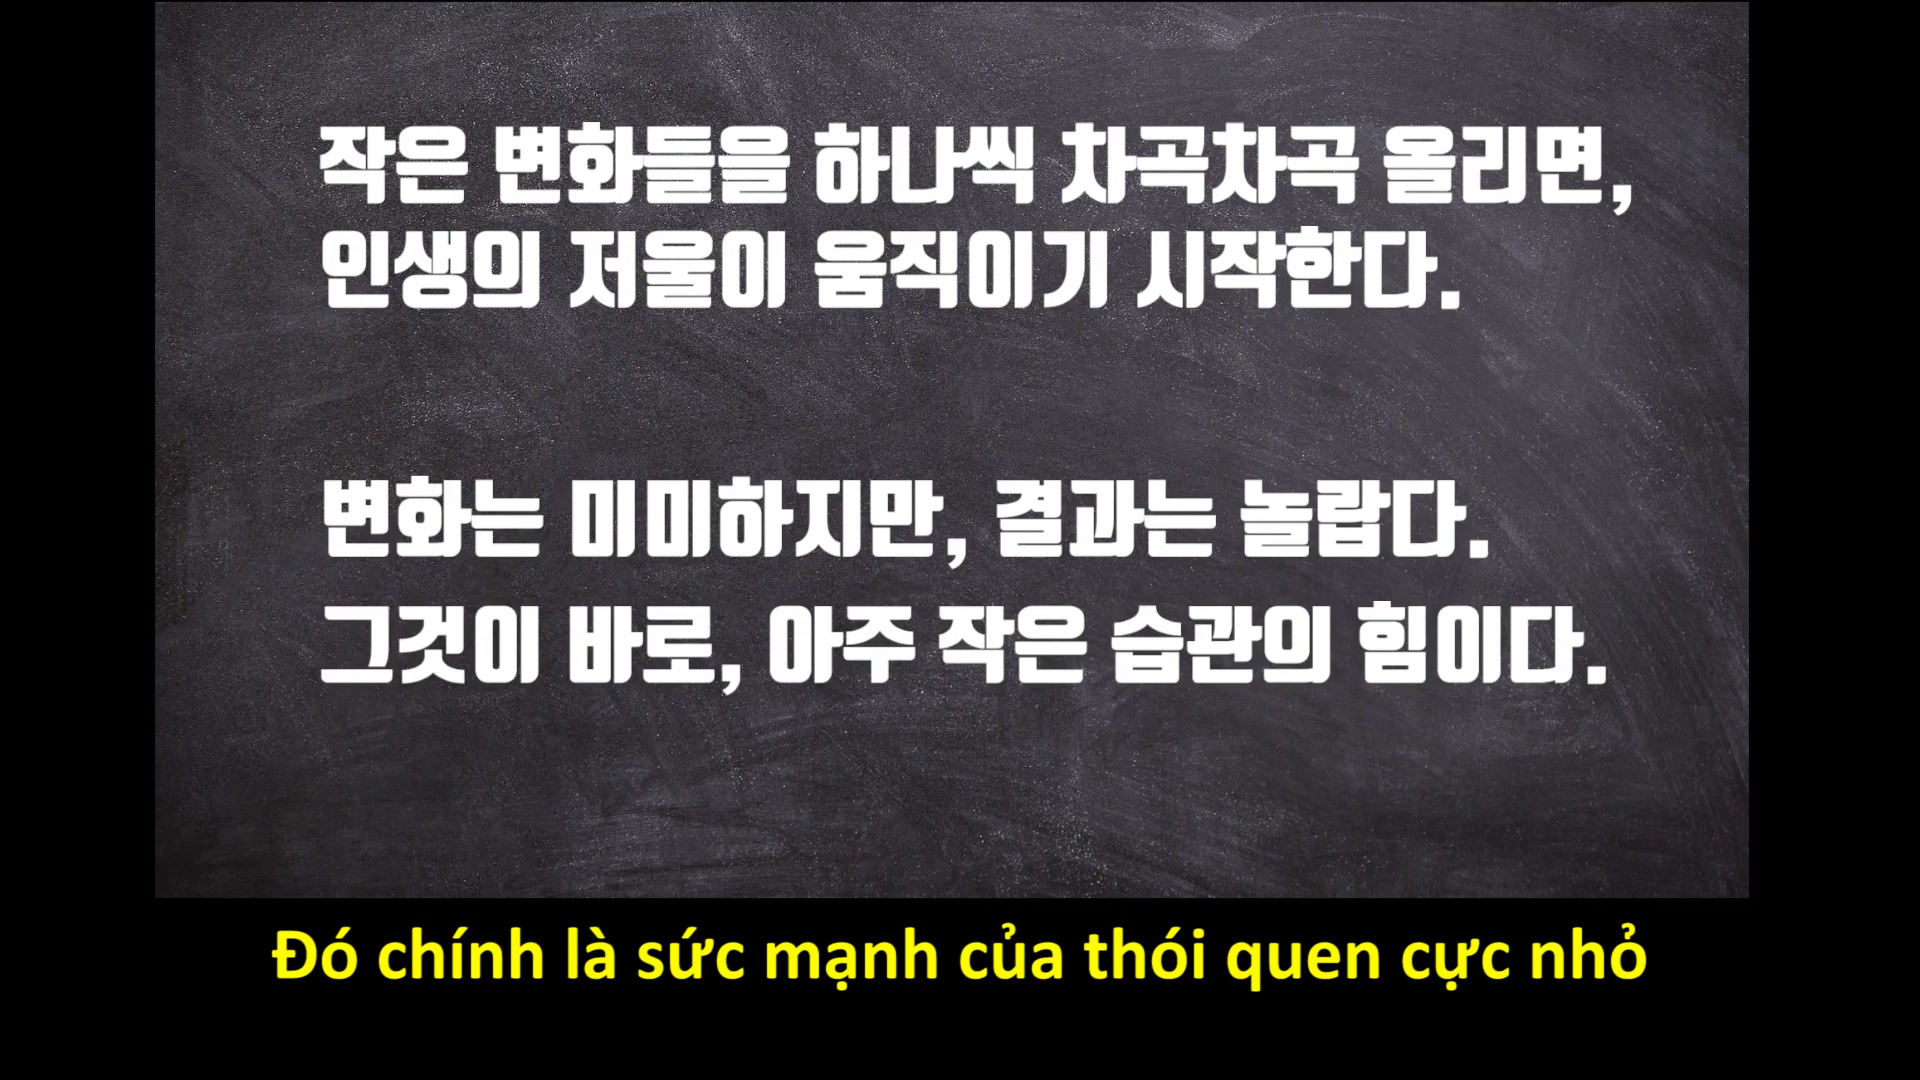 작은 변화들을 하나씩 차곡차곡 올리면,
인생의 저울이 움직이기 시작한다.
변화는 미미하지만, 결과는 놀랍다.
그것이 바로, 아주 작은 습관의 힘이다.
Đó chính là sức mạnh của thói quen cực nhỏ